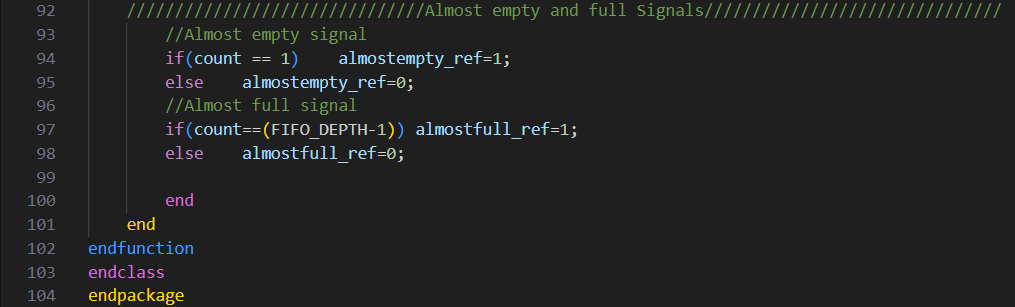 92 ///////////////////////////////Almost empty and full Signals///////////////////////////////
93 //Almost empty signal
94 if(count == 1)    almostempty_ref=1;
95 else    almostempty_ref=0;
96 //Almost full signal
97 if(count==(FIFO_DEPTH-1)) almostfull_ref=1;
98 else    almostfull_ref=0;
99
100 end
101 end
102 endfunction
103 endclass
104 endpackage